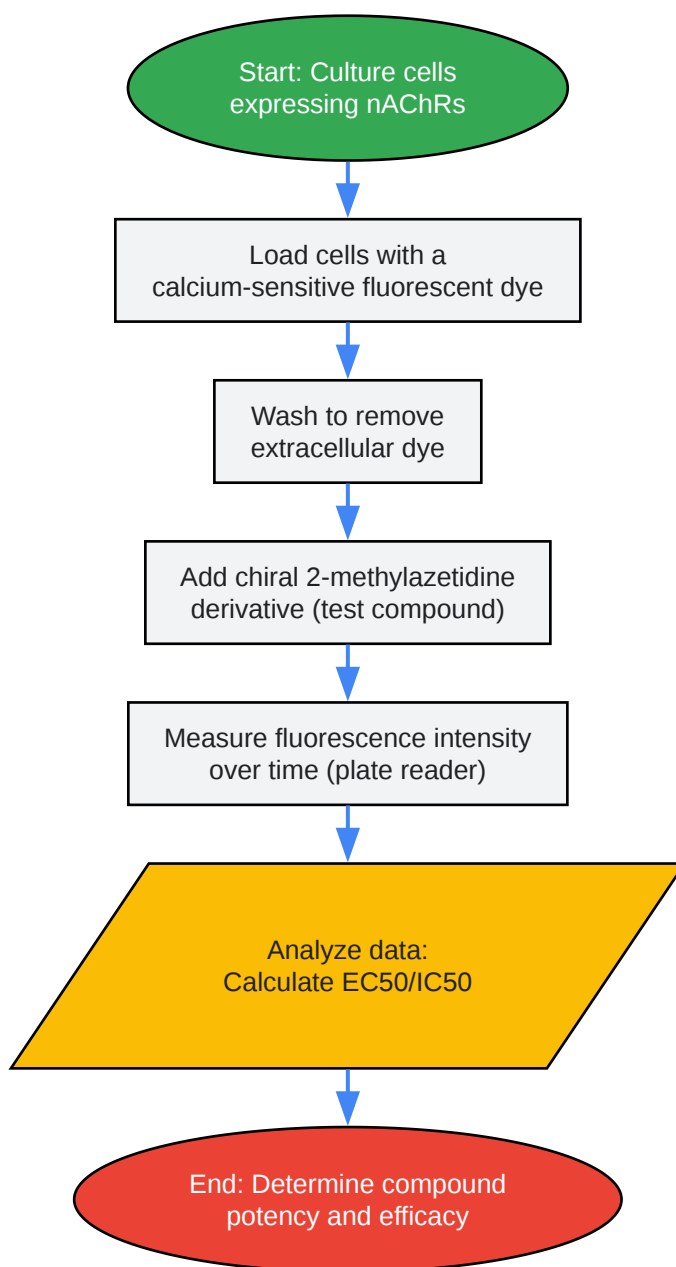 Start: Culture cells
expressing nAChRs
Load cells with a
calcium-sensitive fluorescent dye
Wash to remove
extracellular dye
Add chiral 2-methylazetidine
derivative (test compound)
Measure fluorescence intensity
over time (plate reader)
Analyze data:
Calculate EC50/IC50
End: Determine compound
potency and efficacy